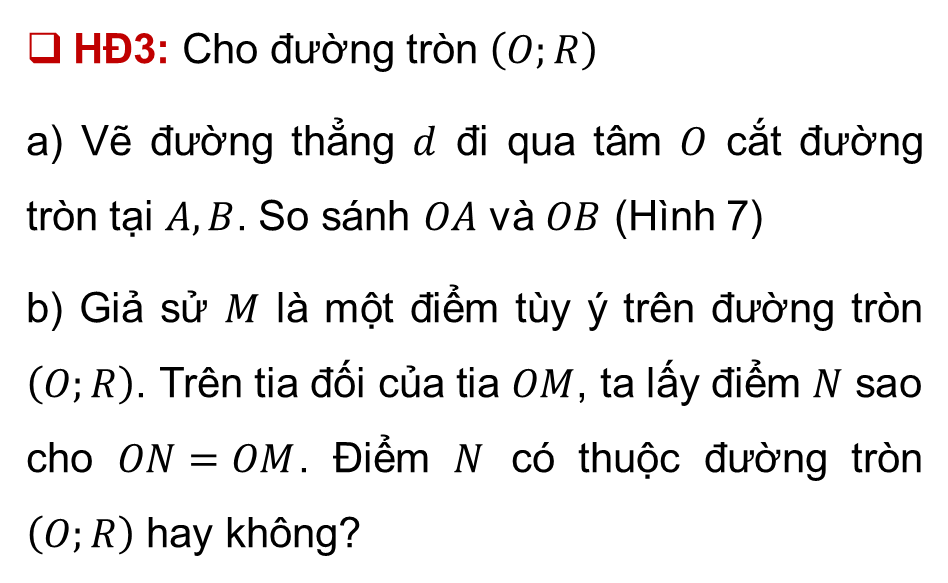 ❑ HĐ3: Cho đường tròn (O; R)
a) Vẽ đường thẳng d đi qua tâm O cắt đường
tròn tại A, B. So sánh OA và OB (Hình 7)
b) Giả sử M là một điểm tùy ý trên đường tròn
(O; R). Trên tia đối của tia OM, ta lấy điểm N sao
cho ON = OM. Điểm N có thuộc đường tròn
(O; R) hay không?